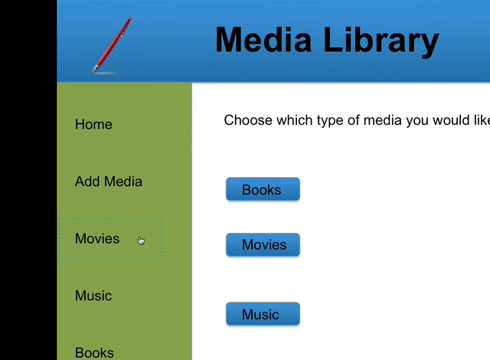 Media Library
Home
Add Media
Movies
Music
Books
Choose which type of media you would like
Books
Movies
Music